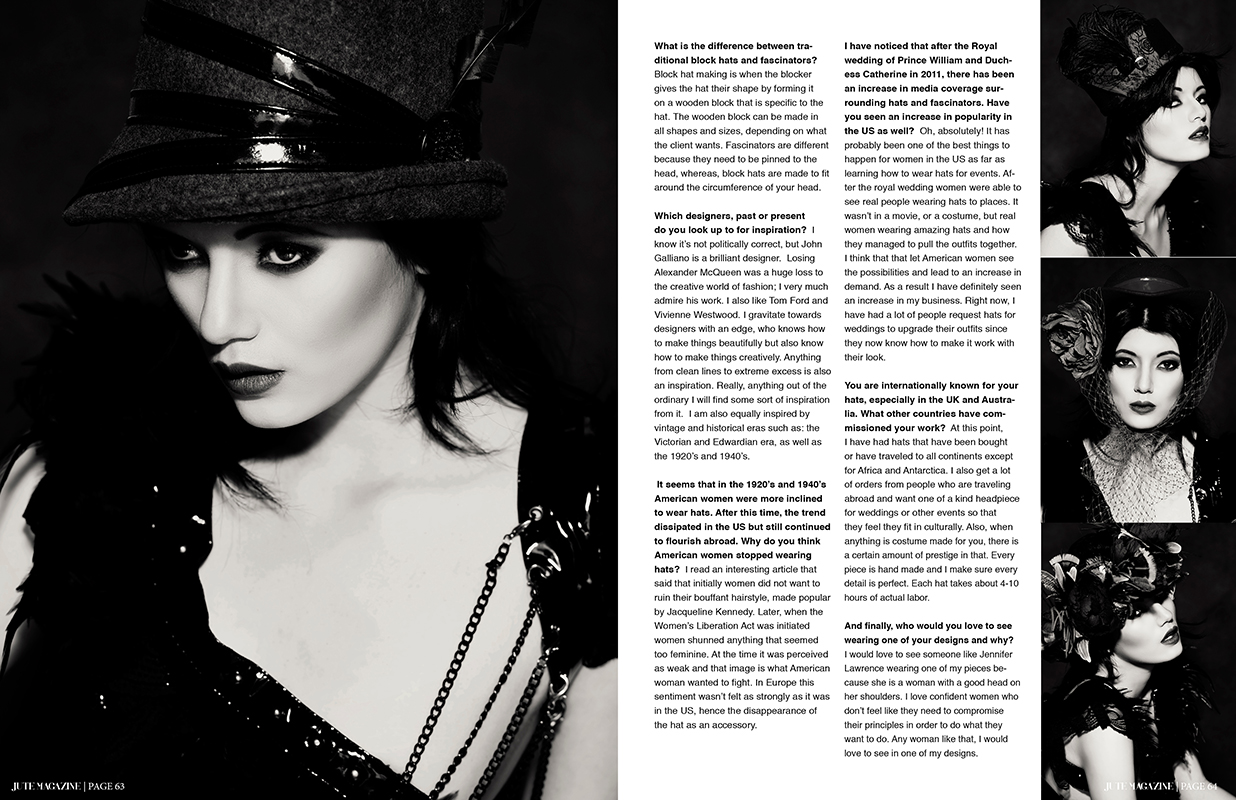 What is the difference between tra-
ditional block hats and fascinators?
Block hat making is when the blocker
gives the hat their shape by forming it
on a wooden block that is specific to the
hat. The wooden block can be made in
all shapes and sizes, depending on what
the client wants. Fascinators are different
because they need to be pinned to the
head, whereas, block hats are made to fit
around the circumference of your head.
Which designers, past or present
do you look up to for inspiration? I
know it's not politically correct, but John
Galliano is a brilliant designer. Losing
Alexander McQueen was a huge loss to
the creative world of fashion; I very much
admire his work. I also like Tom Ford and
Vivienne Westwood. I gravitate towards
designers with an edge, who knows how
to make things beautifully but also know
how to make things creatively. Anything
from clean lines to extreme excess is also
an inspiration. Really, anything out of the
ordinary I will find some sort of inspiration
from it. I am also equally inspired by
vintage and historical eras such as: the
Victorian and Edwardian era, as well as
the 1920's and 1940's.
It seems that in the 1920's and 1940's
American women were more inclined
to wear hats. After this time, the trend
dissipated in the US but still continued
to flourish abroad. Why do you think
American women stopped wearing
hats? I read an interesting article that
said that initially women did not want to
ruin their bouffant hairstyle, made popular
by Jacqueline Kennedy. Later, when the
Women's Liberation Act was initiated
women shunned anything that seemed
too feminine. At the time it was perceived
as weak and that image is what American
woman wanted to fight. In Europe this
sentiment wasn't felt as strongly as it was
in the US, hence the disappearance of
the hat as an accessory.
I have noticed that after the Royal
wedding of Prince William and Duch-
ess Catherine in 2011, there has been
an increase in media coverage sur-
rounding hats and fascinators. Have
you seen an increase in popularity in
the US as well? Oh, absolutely! It has
probably been one of the best things to
happen for women in the US as far as
learning how to wear hats for events. Af-
ter the royal wedding women were able to
see real people wearing hats to places. It
wasn't in a movie, or a costume, but real
women wearing amazing hats and how
they managed to pull the outfits together.
I think that that let American women see
the possibilities and lead to an increase in
demand. As a result I have definitely seen
an increase in my business. Right now, I
have had a lot of people request hats for
weddings to upgrade their outfits since
they now know how to make it work with
their look.
You are internationally known for your
hats, especially in the UK and Austra-
lia. What other countries have com-
missioned your work? At this point,
I have had hats that have been bought
or have traveled to all continents except
for Africa and Antarctica. I also get a lot
of orders from people who are traveling
abroad and want one of a kind headpiece
for weddings or other events so that
they feel they fit in culturally. Also, when
anything is costume made for you, there is
a certain amount of prestige in that. Every
piece is hand made and I make sure every
detail is perfect. Each hat takes about 4-10
hours of actual labor.
And finally, who would you love to see
wearing one of your designs and why?
I would love to see someone like Jennifer
Lawrence wearing one of my pieces be-
cause she is a woman with a good head on
her shoulders. I love confident women who
don't feel like they need to compromise
their principles in order to do what they
want to do. Any woman like that, I would
love to see in one of my designs.
JUTE MAGAZINE | PAGE 63
JUTE MAGAZINE | PAGE 64